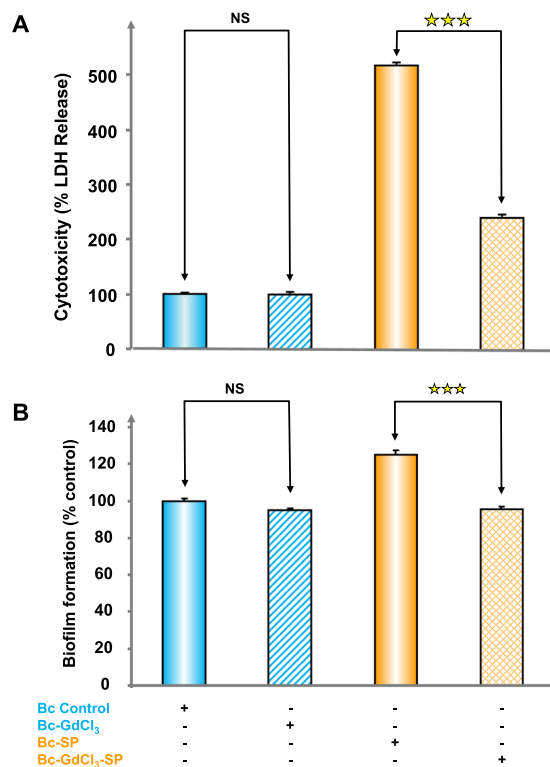 A
NS
Cytotoxicity (% LDH Release)
500
400
300
200
100
0
B
NS
Biofilm formation (% control)
140
120
100
80
60
40
20
0
Bc Control + - - -
Bc-GdCl₃ - + - -
Bc-SP - - + -
Bc-GdCl₃-SP - - - +